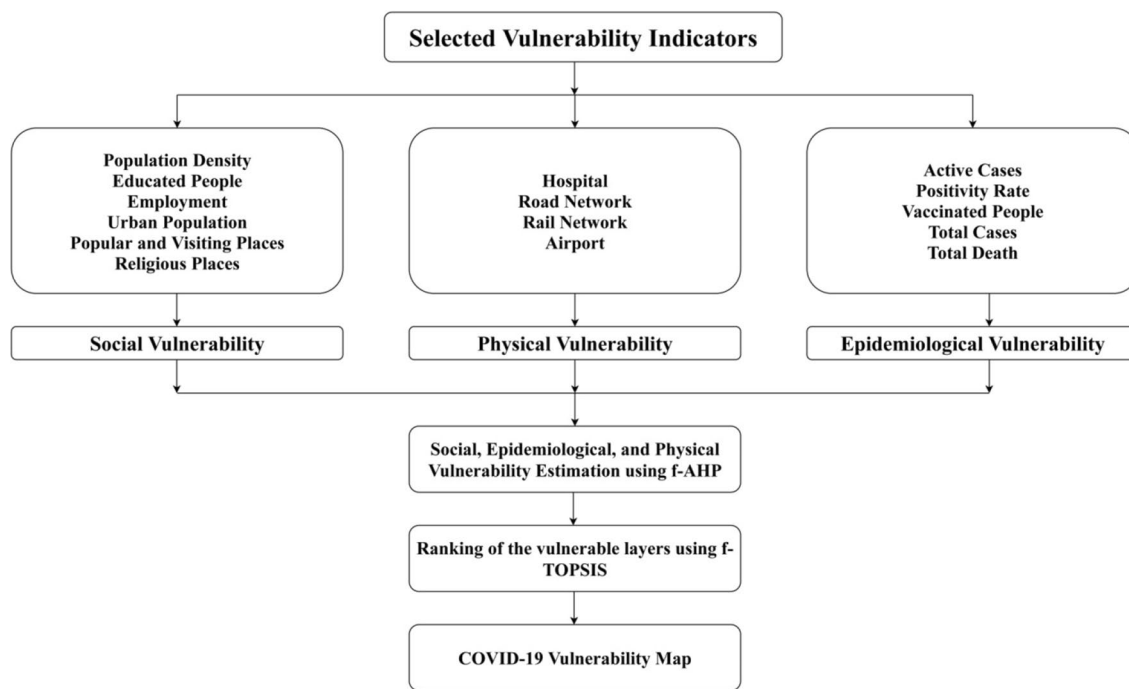 Selected Vulnerability Indicators
Population Density
Educated People
Employment
Urban Population
Popular and Visiting Places
Religious Places
Hospital
Road Network
Rail Network
Airport
Active Cases
Positivity Rate
Vaccinated People
Total Cases
Total Death
Social Vulnerability
Physical Vulnerability
Epidemiological Vulnerability
Social, Epidemiological, and Physical
Vulnerability Estimation using f-AHP
Ranking of the vulnerable layers using f-
TOPSIS
COVID-19 Vulnerability Map